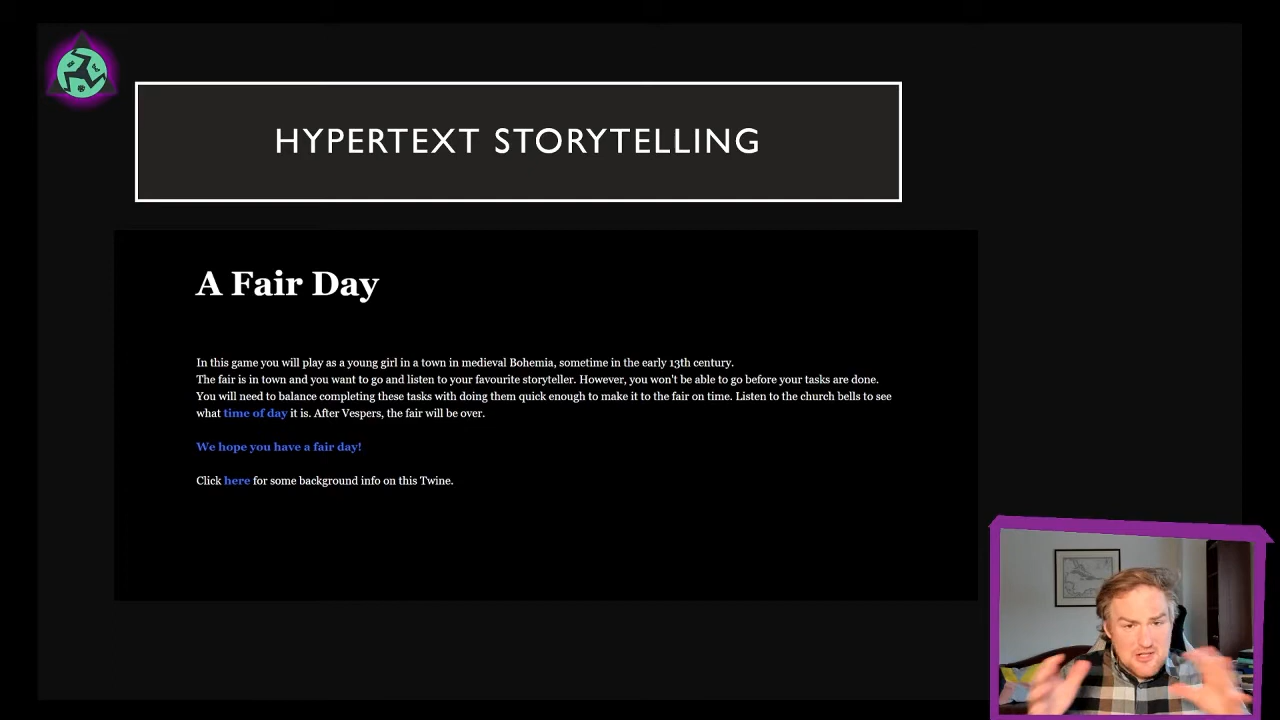 HYPERTEXT STORYTELLING
A Fair Day
In this game you will play as a young girl in a town in medieval Bohemia, sometime in the early 13th century.
The fair is in town and you want to go and listen to your favourite storyteller. However, you won't be able to go before your tasks are done.
You will need to balance completing these tasks with doing them quick enough to make it to the fair on time. Listen to the church bells to see
what time of day it is. After Vespers, the fair will be over.
We hope you have a fair day!
Click here for some background info on this Twine.